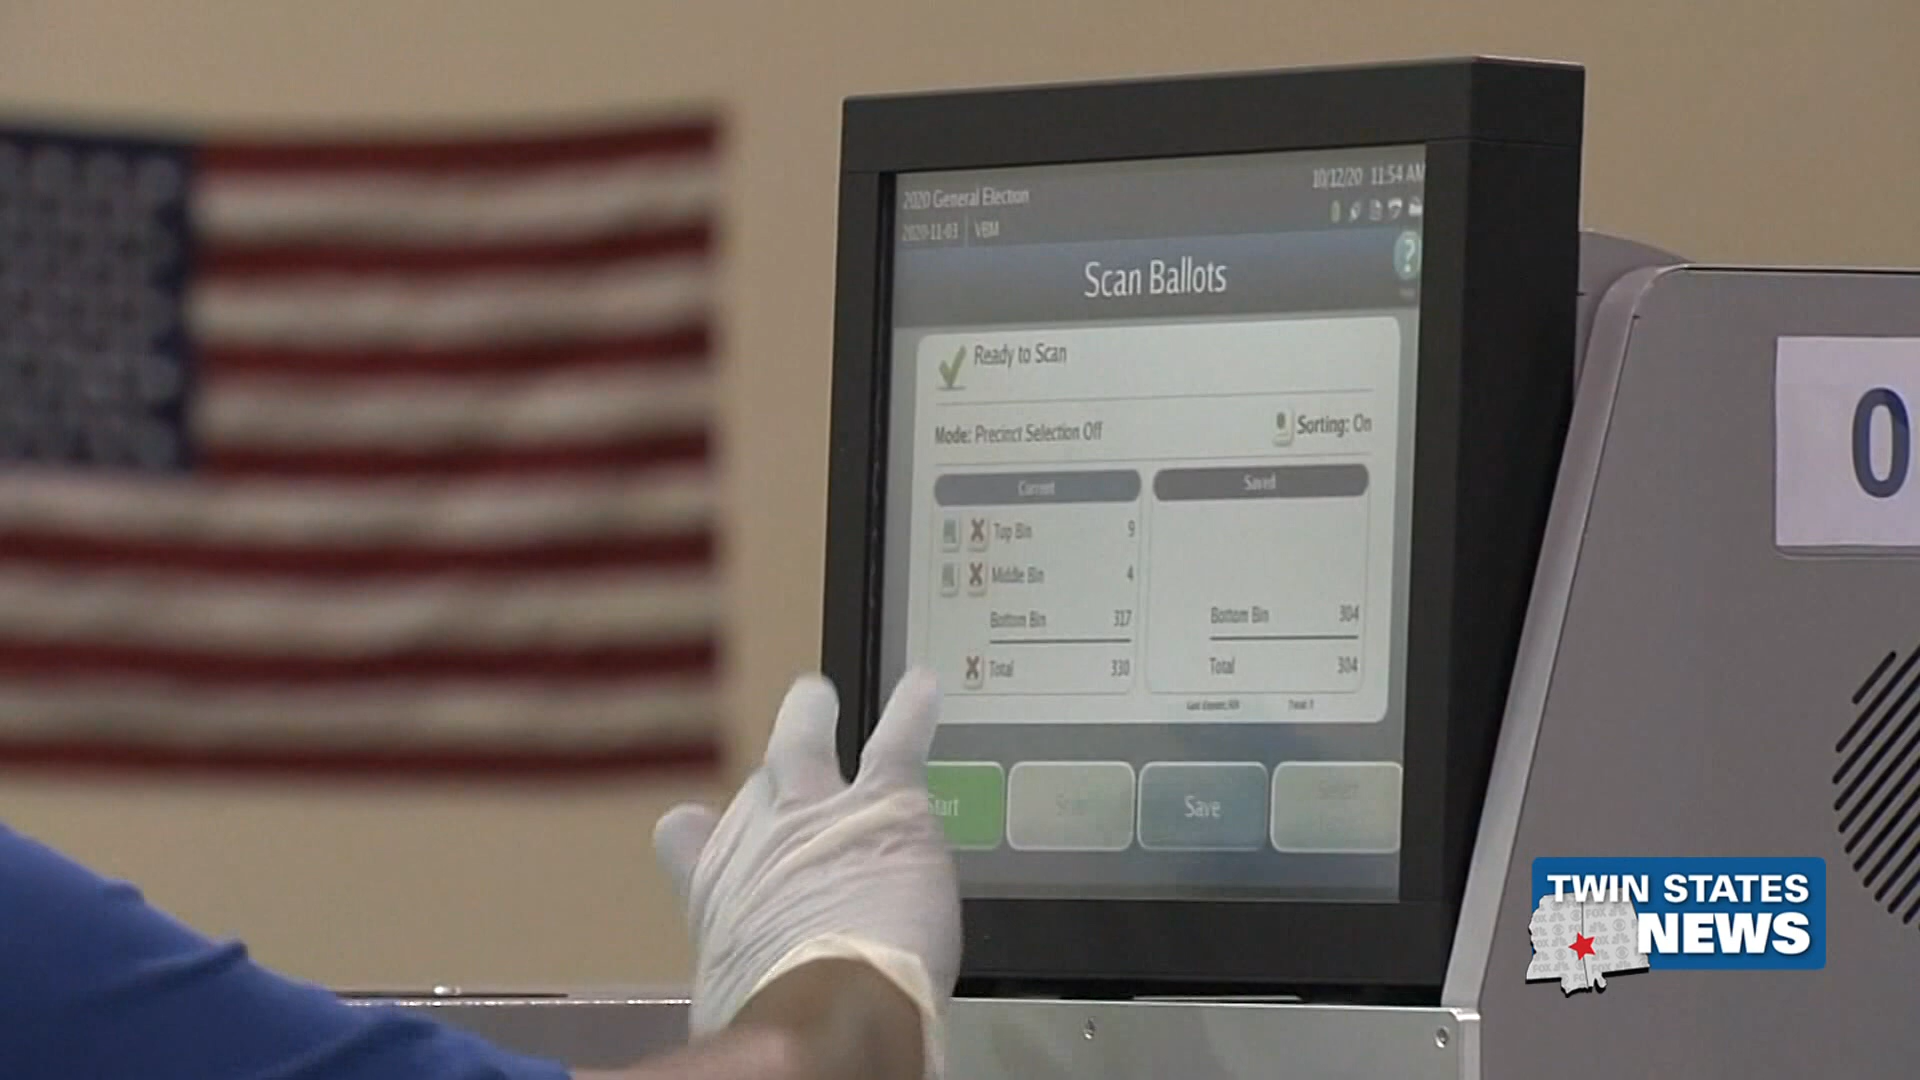 2020 General Election
10/12/20 11:54 AM
2020-11-03 VBM
Scan Ballots
?
Ready to Scan
Mode: Precinct Selection Off
Sorting: On
Current
Saved
Top Bin 9
Middle Bin 4
Bottom Bin 317
Bottom Bin 304
Total 330
Total 304
Start
Save
0
TWIN STATES
NEWS